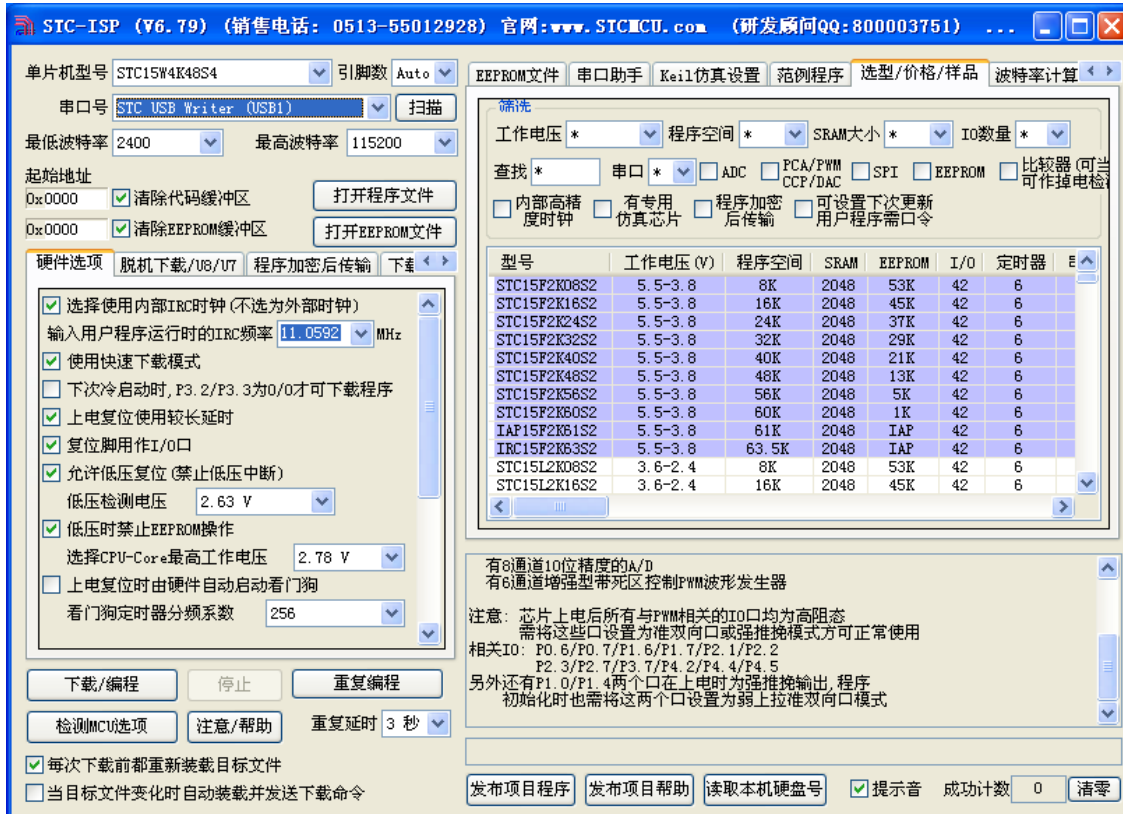 STC-ISP (V6.79) (销售电话: 0513-55012928) 官网:www.STCMCU.com (研发顾问QQ:800003751) ...
单片机型号 STC15W4K48S4 引脚数 Auto
串口号 STC USB Writer (USB1) 扫描
最低波特率 2400 最高波特率 115200
起始地址
0x0000 清除代码缓冲区 打开程序文件
0x0000 清除EEPROM缓冲区 打开EEPROM文件
硬件选项 脱机下载/U8/U7 程序加密后传输 下载
选择使用内部IRC时钟(不选为外部时钟)
输入用户程序运行时的IRC频率 11.0592 MHz
使用快速下载模式
下次冷启动时,P3.2/P3.3为0/0才可下载程序
上电复位使用较长延时
复位脚用作I/O口
允许低压复位(禁止低压中断)
低压检测电压 2.63 V
低压时禁止EEPROM操作
选择CPU-Core最高工作电压 2.78 V
上电复位时由硬件自动启动看门狗
看门狗定时器分频系数 256
下载/编程 停止 重复编程
检测MCU选项 注意/帮助 重复延时 3 秒
每次下载前都重新装载目标文件
当目标文件变化时自动装载并发送下载命令
EEPROM文件 串口助手 Keil仿真设置 范例程序 选型/价格/样品 波特率计算
筛选
工作电压 * 程序空间 * SRAM大小 * IO数量 *
查找 * 串口 * ADC PCA/PWM CCP/DAC SPI EEPROM 比较器(可当 可作掉电检
内部高精度时钟 有专用仿真芯片 程序加密后传输 可设置下次更新用户程序需口令
型号 工作电压(V) 程序空间 SRAM EEPROM I/O 定时器
STC15F2K08S2 5.5-3.8 8K 2048 53K 42 6
STC15F2K16S2 5.5-3.8 16K 2048 45K 42 6
STC15F2K24S2 5.5-3.8 24K 2048 37K 42 6
STC15F2K32S2 5.5-3.8 32K 2048 29K 42 6
STC15F2K40S2 5.5-3.8 40K 2048 21K 42 6
STC15F2K48S2 5.5-3.8 48K 2048 13K 42 6
STC15F2K56S2 5.5-3.8 56K 2048 5K 42 6
STC15F2K60S2 5.5-3.8 60K 2048 1K 42 6
IAP15F2K61S2 5.5-3.8 61K 2048 IAP 42 6
IRC15F2K63S2 5.5-3.8 63.5K 2048 IAP 42 6
STC15L2K08S2 3.6-2.4 8K 2048 53K 42 6
STC15L2K16S2 3.6-2.4 16K 2048 45K 42 6
有8通道10位精度的A/D
有6通道增强型带死区控制PWM波形发生器
注意: 芯片上电后所有与PWM相关的IO口均为高阻态
需将这些口设置为准双向口或强推挽模式方可正常使用
相关IO: P0.6/P0.7/P1.6/P1.7/P2.1/P2.2
P2.3/P2.7/P3.7/P4.2/P4.4/P4.5
另外还有P1.0/P1.4两个口在上电时为强推挽输出,程序
初始化时也需将这两个口设置为弱上拉准双向口模式
发布项目程序 发布项目帮助 读取本机硬盘号 提示音 成功计数 0 清零